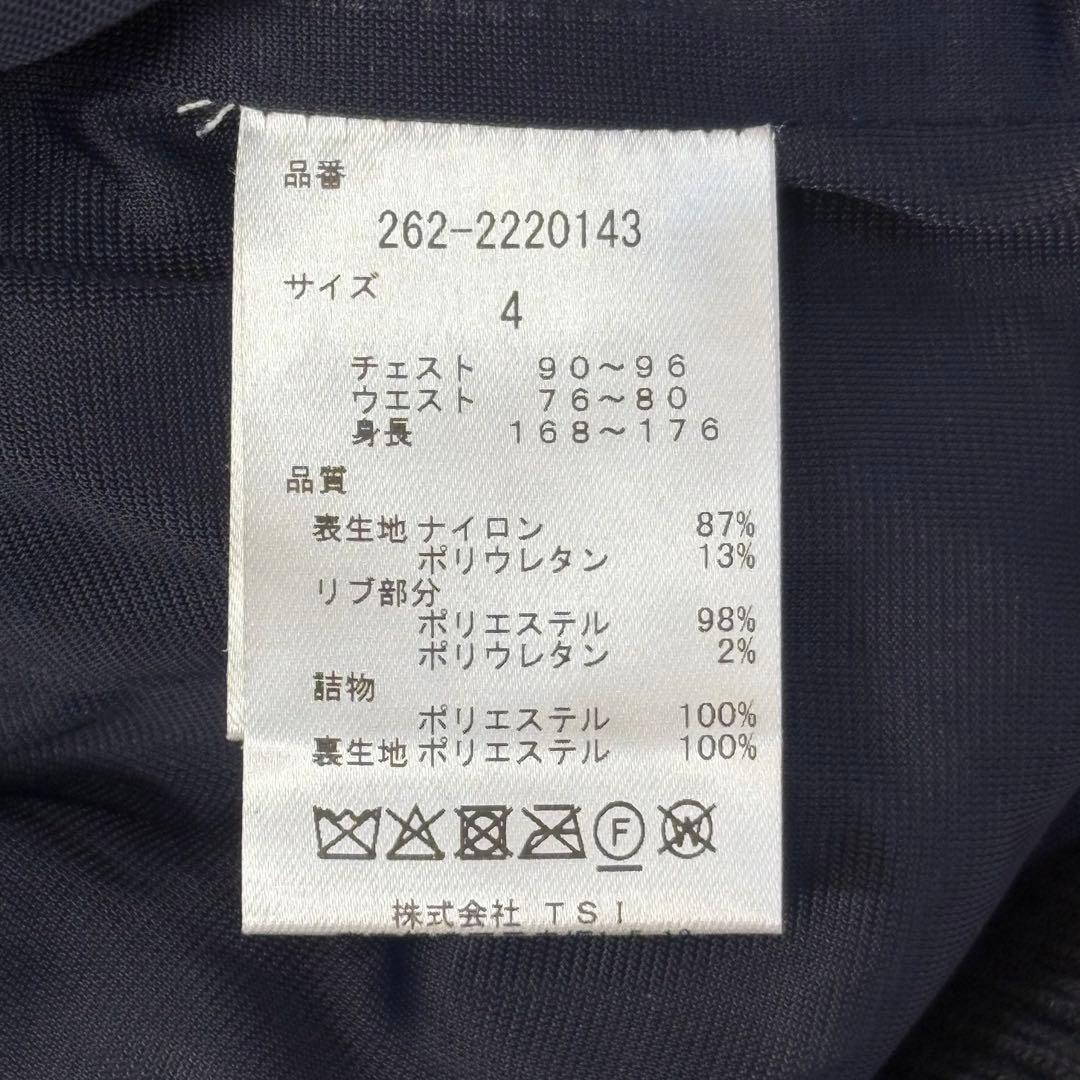 品番
262-2220143
サイズ
4
チェスト 90～96
ウエスト 76～80
身長 168～176
品質
表生地 ナイロン 87%
ポリウレタン 13%
リブ部分
ポリエステル 98%
ポリウレタン 2%
詰物
ポリエステル 100%
裏生地 ポリエステル 100%
F W
株式会社 TSI